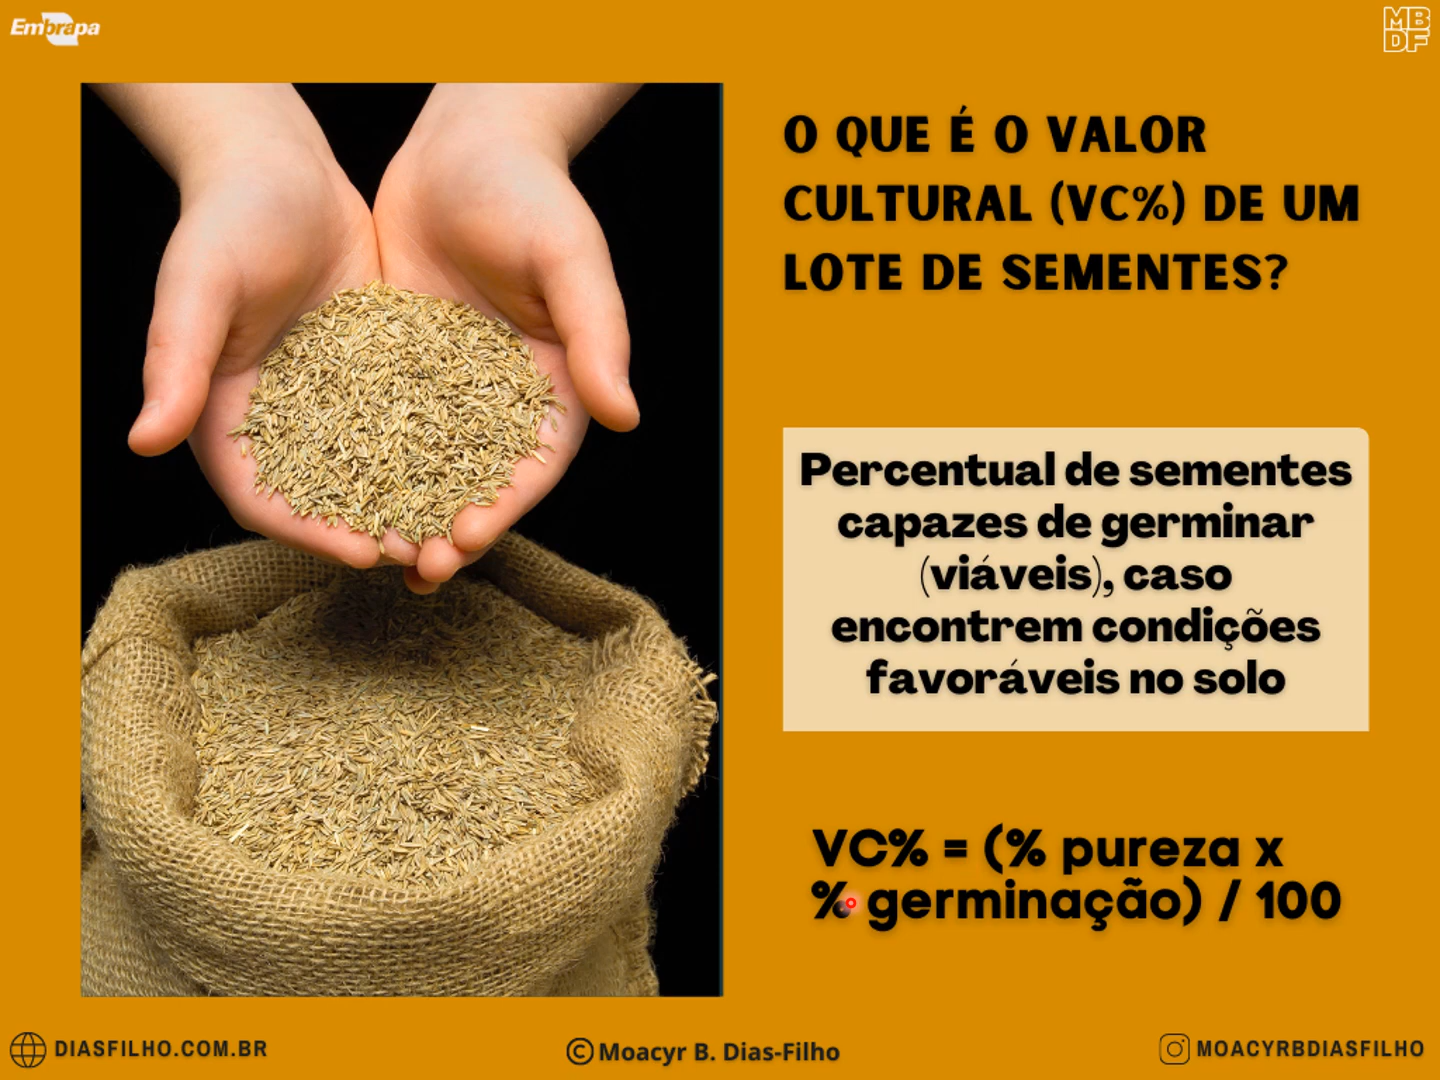 Embrapa
MB
DF
O QUE É O VALOR
CULTURAL (VC%) DE UM
LOTE DE SEMENTES?
Percentual de sementes
capazes de germinar
(viáveis), caso
encontrem condições
favoráveis no solo
VC% = (% pureza x
% germinação) / 100
DIASFILHO.COM.BR
© Moacyr B. Dias-Filho
MOACYRBDIASFILHO